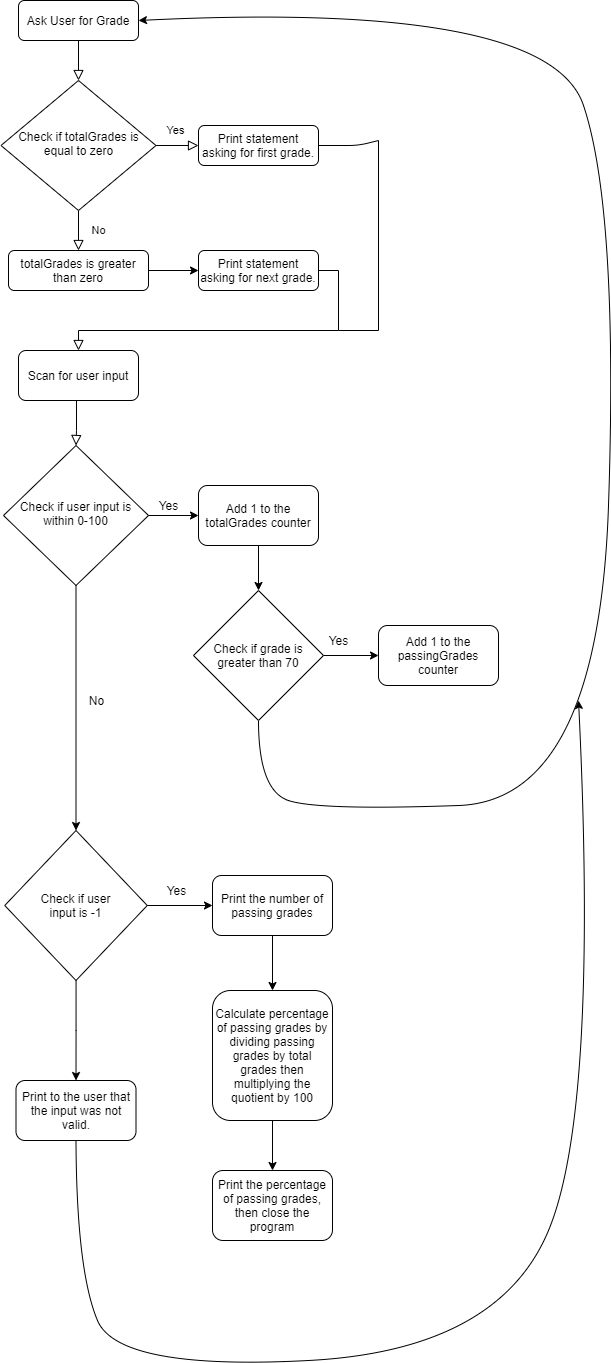 Ask User for Grade
Check if totalGrades is
equal to zero
Yes
Print statement
asking for first grade.
No
totalGrades is greater
than zero
Print statement
asking for next grade.
Scan for user input
Check if user input is
within 0-100
Yes
Add 1 to the
totalGrades counter
Check if grade is
greater than 70
Yes
Add 1 to the
passingGrades
counter
No
Check if user
input is -1
Yes
Print the number of
passing grades
Calculate percentage
of passing grades by
dividing passing
grades by total
grades then
multiplying the
quotient by 100
Print to the user that
the input was not
valid.
Print the percentage
of passing grades,
then close the
program